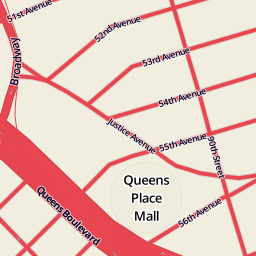 51st Avenue
52nd Avenue
Broadway
53rd Avenue
54th Avenue
Justice Avenue
55th Avenue
90th Street
Queens
Place
Mall
Queens Boulevard
56th Avenue